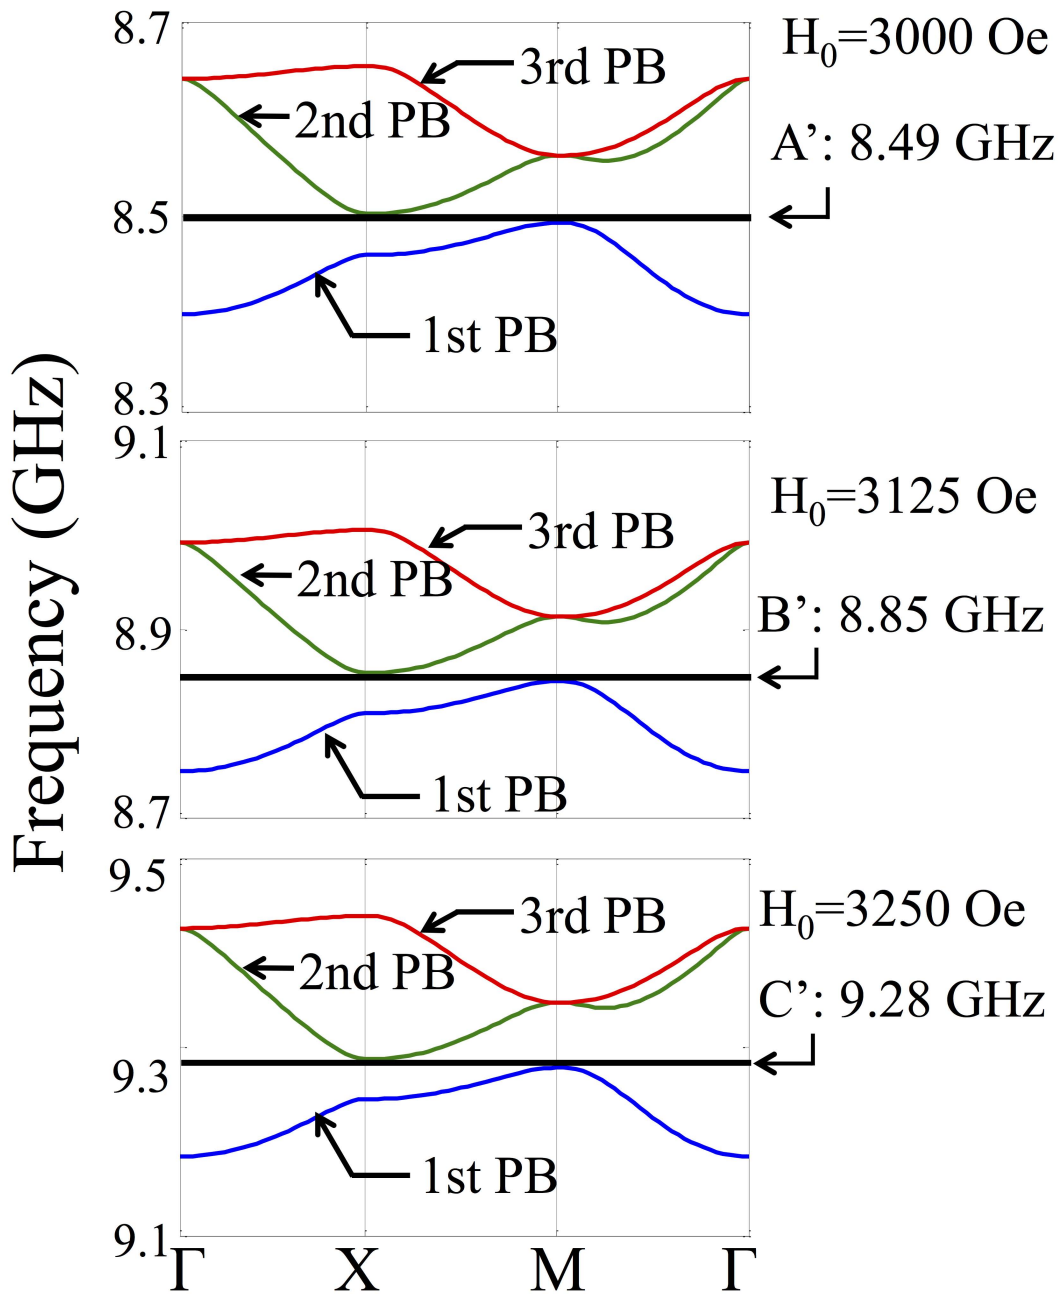 Frequency (GHz)
8.7
8.5
8.3
H₀=3000 Oe
A’: 8.49 GHz
3rd PB
2nd PB
1st PB
9.1
8.9
8.7
H₀=3125 Oe
B’: 8.85 GHz
3rd PB
2nd PB
1st PB
9.5
9.3
9.1
H₀=3250 Oe
C’: 9.28 GHz
3rd PB
2nd PB
1st PB
Γ X M Γ